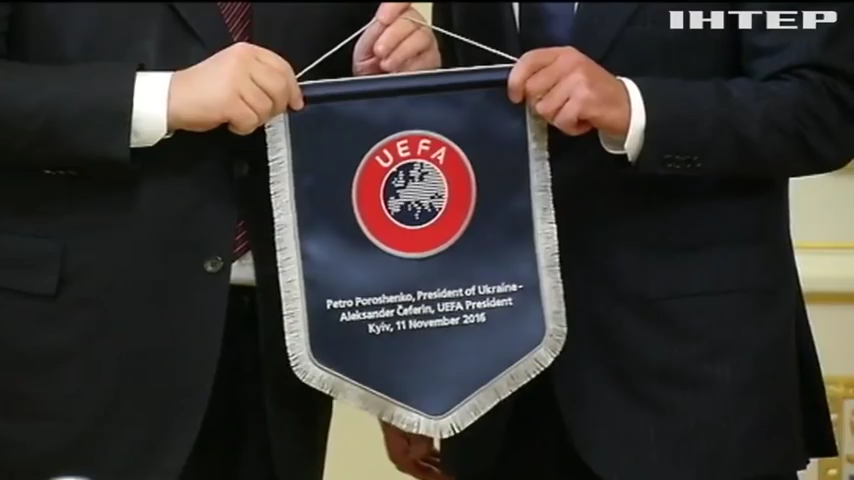 ІНТЕР
UEFA
Petro Poroshenko, President of Ukraine-
Aleksander Čeferin, UEFA President
Kyiv, 11 November 2016